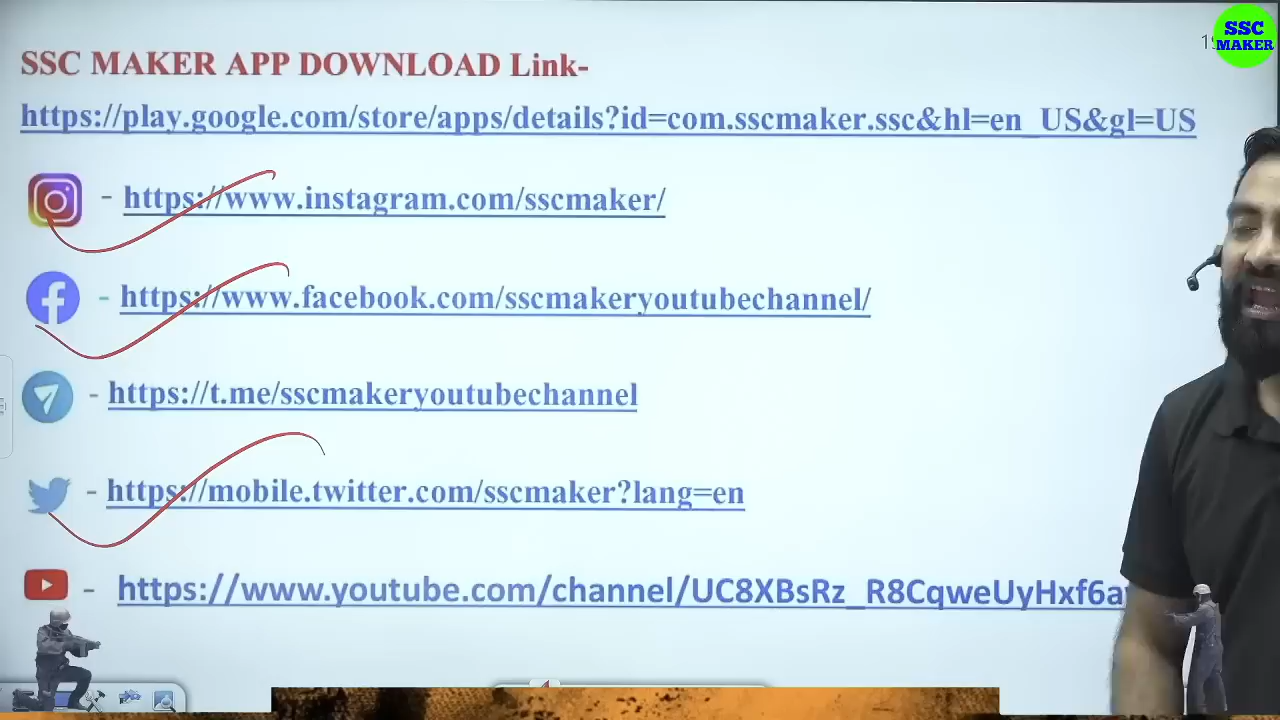 SSC
MAKER
SSC MAKER APP DOWNLOAD Link-
https://play.google.com/store/apps/details?id=com.sscmaker.ssc&hl=en_US&gl=US
- https://www.instagram.com/sscmaker/
- https://www.facebook.com/sscmakeryoutubechannel/
- https://t.me/sscmakeryoutubechannel
- https://mobile.twitter.com/sscmaker?lang=en
- https://www.youtube.com/channel/UC8XBsRz_R8CqweUyHxf6a